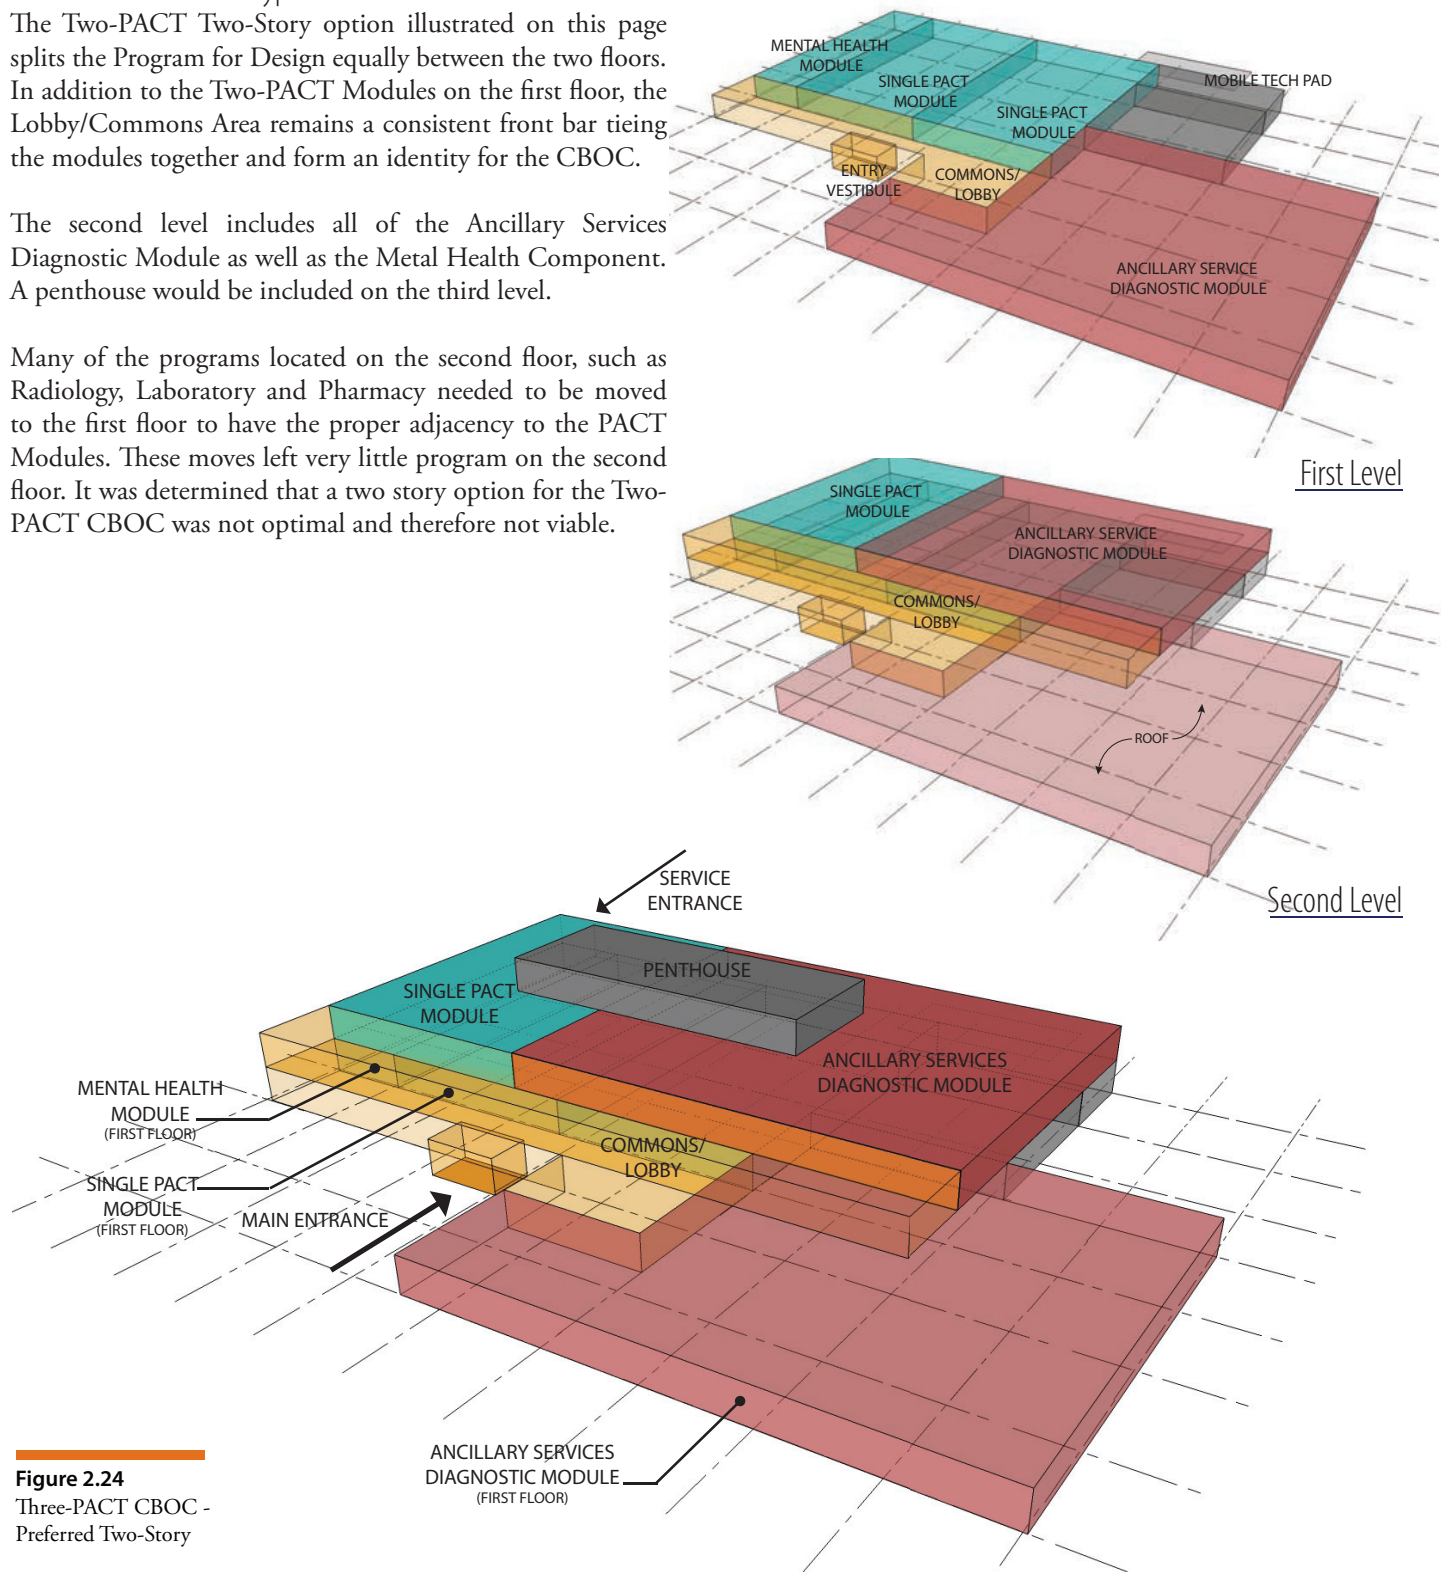 The Two-PACT Two-Story option illustrated on this page
splits the Program for Design equally between the two floors.
In addition to the Two-PACT Modules on the first floor, the
Lobby/Commons Area remains a consistent front bar tieing
the modules together and form an identity for the CBOC.
The second level includes all of the Ancillary Services
Diagnostic Module as well as the Metal Health Component.
A penthouse would be included on the third level.
Many of the programs located on the second floor, such as
Radiology, Laboratory and Pharmacy needed to be moved
to the first floor to have the proper adjacency to the PACT
Modules. These moves left very little program on the second
floor. It was determined that a two story option for the Two-
PACT CBOC was not optimal and therefore not viable.
MENTAL HEALTH
MODULE
SINGLE PACT
MODULE
SINGLE PACT
MODULE
MOBILE TECH PAD
ENTRY
VESTIBULE
COMMONS/
LOBBY
ANCILLARY SERVICE
DIAGNOSTIC MODULE
First Level
SINGLE PACT
MODULE
ANCILLARY SERVICE
DIAGNOSTIC MODULE
COMMONS/
LOBBY
ROOF
Second Level
SERVICE
ENTRANCE
PENTHOUSE
SINGLE PACT
MODULE
ANCILLARY SERVICES
DIAGNOSTIC MODULE
MENTAL HEALTH
MODULE
(FIRST FLOOR)
COMMONS/
LOBBY
SINGLE PACT
MODULE
(FIRST FLOOR)
MAIN ENTRANCE
ANCILLARY SERVICES
DIAGNOSTIC MODULE
(FIRST FLOOR)
Figure 2.24
Three-PACT CBOC -
Preferred Two-Story